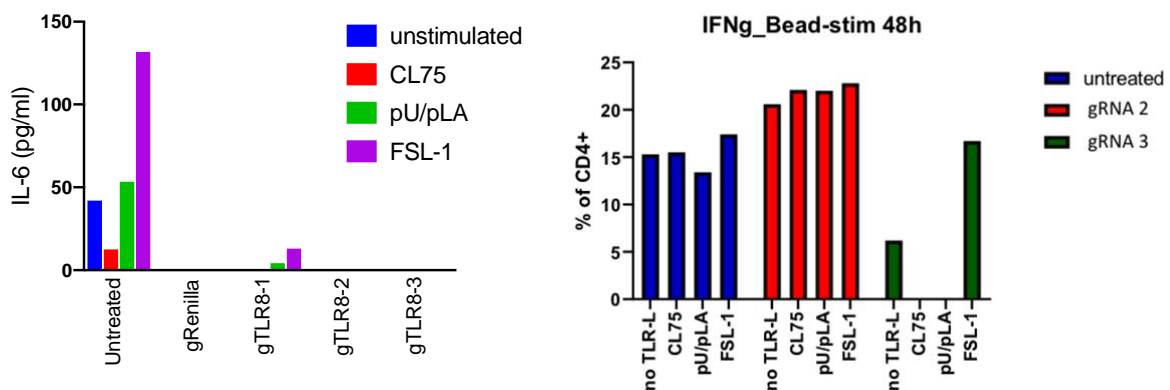 150
100
50
0
IL-6 (pg/ml)
unstimulated
CL75
pU/pLA
FSL-1
Untreated
gRenilla
gTLR8-1
gTLR8-2
gTLR8-3
IFNg_Bead-stim 48h
25
20
15
10
5
0
% of CD4+
untreated
gRNA 2
gRNA 3
no TLR-L
CL75
pU/pLA
FSL-1
no TLR-L
CL75
pU/pLA
FSL-1
no TLR-L
CL75
pU/pLA
FSL-1